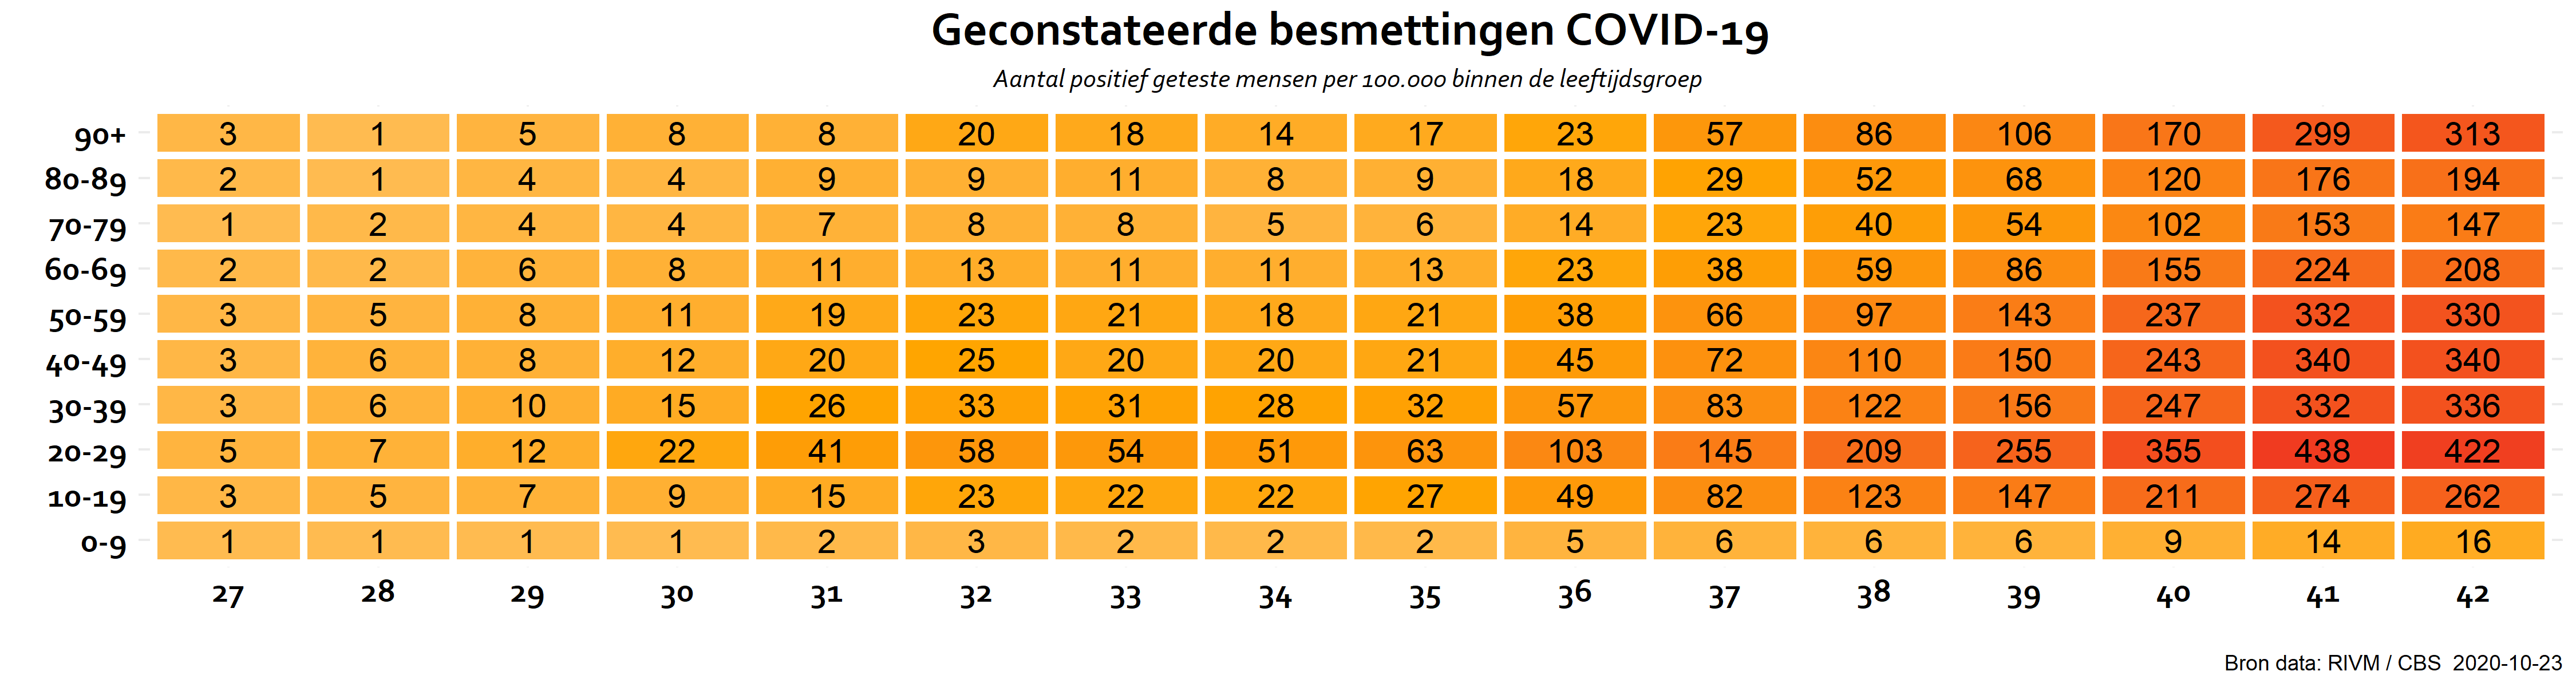 Geconstateerde besmettingen COVID-19
Aantal positief geteste mensen per 100.000 binnen de leeftijdsgroep
90+ 3 1 5 8 8 20 18 14 17 23 57 86 106 170 299 313
80-89 2 1 4 4 9 9 11 8 9 18 29 52 68 120 176 194
70-79 1 2 4 4 7 8 8 5 6 14 23 40 54 102 153 147
60-69 2 2 6 8 11 13 11 11 13 23 38 59 86 155 224 208
50-59 3 5 8 11 19 23 21 18 21 38 66 97 143 237 332 330
40-49 3 6 8 12 20 25 20 20 21 45 72 110 150 243 340 340
30-39 3 6 10 15 26 33 31 28 32 57 83 122 156 247 332 336
20-29 5 7 12 22 41 58 54 51 63 103 145 209 255 355 438 422
10-19 3 5 7 9 15 23 22 22 27 49 82 123 147 211 274 262
0-9 1 1 1 1 2 3 2 2 2 5 6 6 6 9 14 16
27 28 29 30 31 32 33 34 35 36 37 38 39 40 41 42
Bron data: RIVM / CBS 2020-10-23